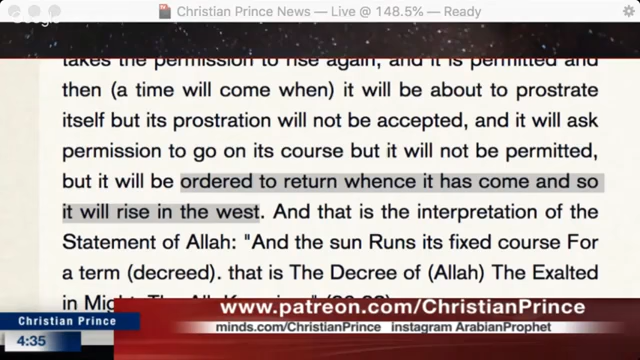 Christian Prince News — Live @ 148.5% — Ready
takes the permission to rise again, and it is permitted and
then (a time will come when) it will be about to prostrate
itself but its prostration will not be accepted, and it will ask
permission to go on its course but it will not be permitted,
but it will be ordered to return whence it has come and so
it will rise in the west. And that is the interpretation of the
Statement of Allah: "And the sun Runs its fixed course For
a term (decreed). that is The Decree of (Allah) The Exalted
in
www.patreon.com/ChristianPrince
Christian Prince
minds.com/ChristianPrince instagram ArabianProphet
4:35